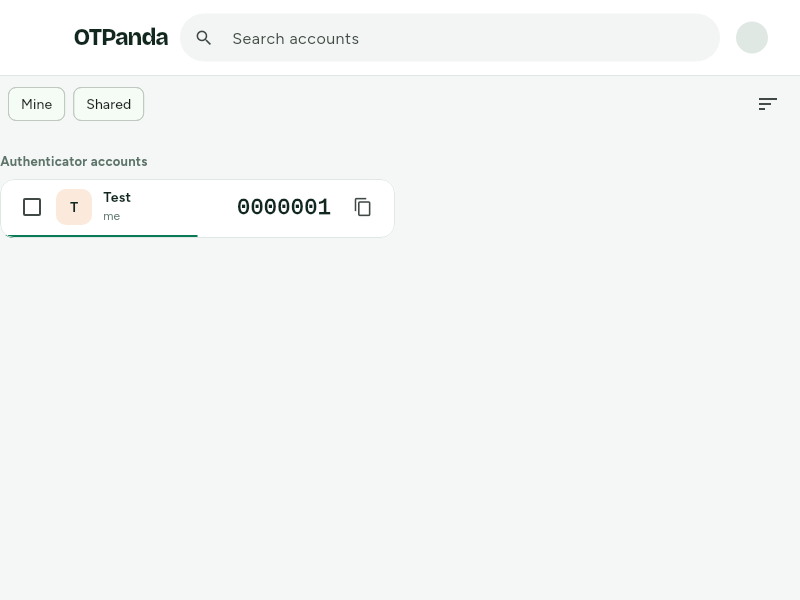 OTPanda
Search accounts
Mine
Shared
Authenticator accounts
T
Test
me
0000001